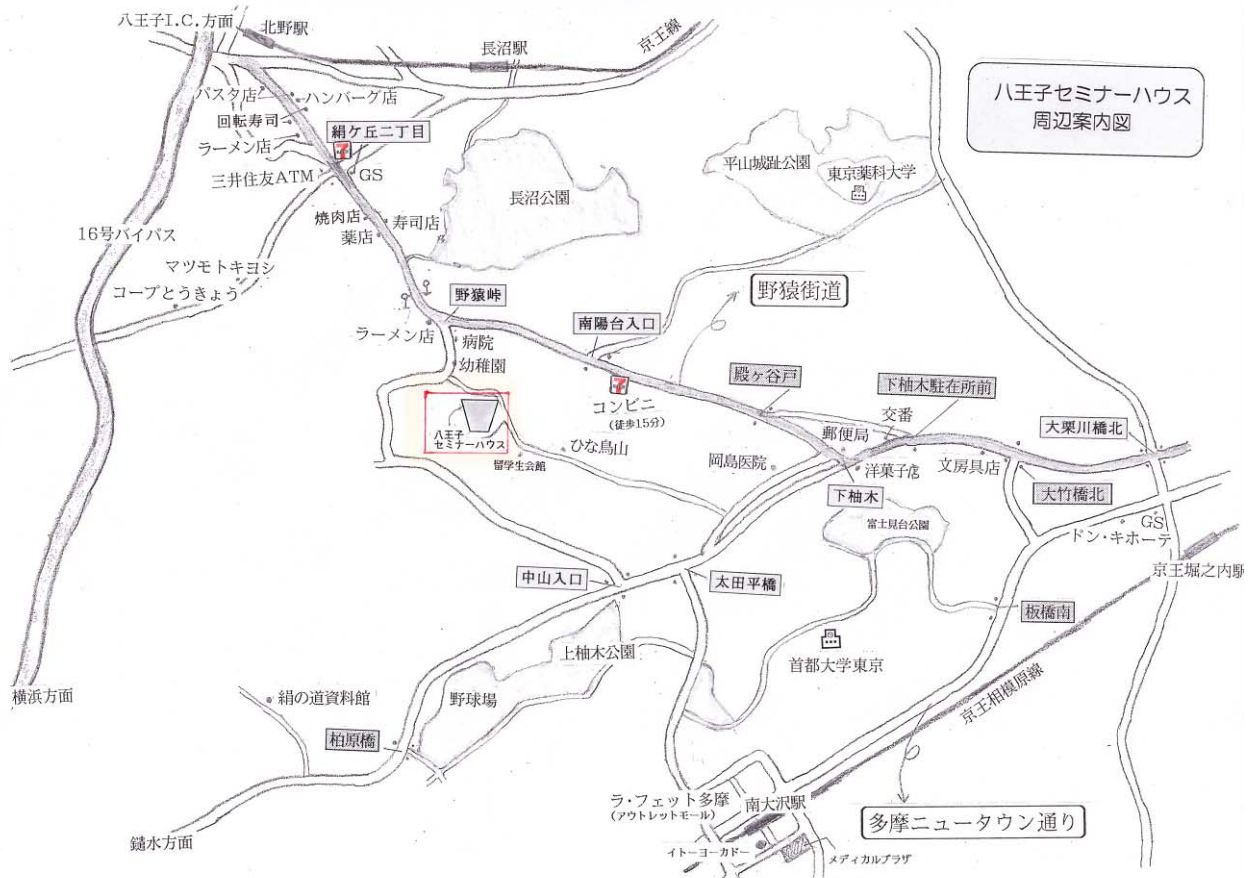 八王子I.C.方面
北野駅
長沼駅
京王線
八王子セミナーハウス
周辺案内図
パスタ店
ハンバーグ店
回転寿司
絹ケ丘二丁目
ラーメン店
7
三井住友ATM
GS
平山城趾公園
東京薬科大学
長沼公園
焼肉店
寿司店
薬店
16号バイパス
マツモトキヨシ
コープとうきょう
野猿峠
野猿街道
南陽台入口
ラーメン店
病院
幼稚園
7
コンビニ
(徒歩15分)
殿ヶ谷戸
下柚木駐在所前
交番
郵便局
大栗川橋北
八王子
セミナーハウス
留学生会館
ひな鳥山
岡島医院
洋菓子店
文房具店
下柚木
大竹橋北
富士見台公園
GS
ドン・キホーテ
京王堀之内駅
中山入口
太田平橋
板橋南
上柚木公園
首都大学東京
横浜方面
絹の道資料館
野球場
柏原橋
京王相模原線
ラ・フェット多摩
(アウトレットモール)
南大沢駅
多摩ニュータウン通り
鑓水方面
イトーヨーカドー
メディカルプラザ